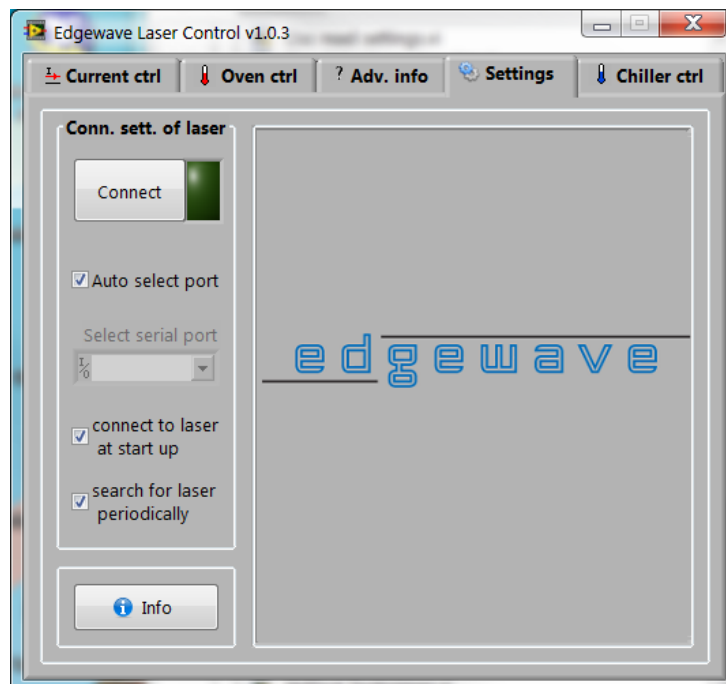 Edgewave Laser Control v1.0.3
Current ctrl
Oven ctrl
? Adv. info
Settings
Chiller ctrl
Conn. sett. of laser
Connect
Auto select port
Select serial port
I/O
connect to laser
at start up
search for laser
periodically
Info
edgewave